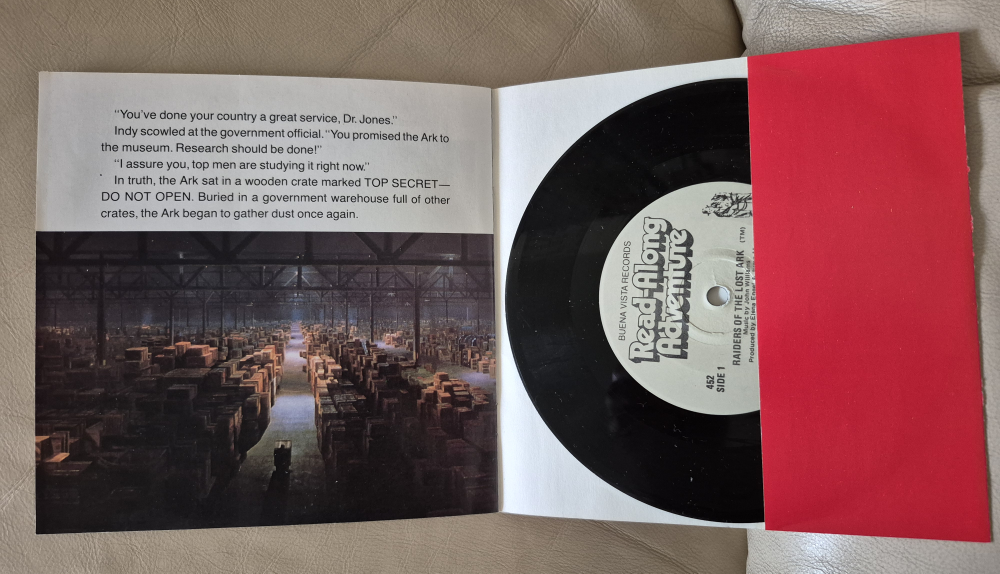 “You’ve done your country a great service, Dr. Jones.”
Indy scowled at the government official. “You promised the Ark to
the museum. Research should be done!”
“I assure you, top men are studying it right now.”
In truth, the Ark sat in a wooden crate marked TOP SECRET—
DO NOT OPEN. Buried in a government warehouse full of other
crates, the Ark began to gather dust once again.
BUENA VISTA RECORDS
Read-Along
Adventure
452
SIDE 1
RAIDERS OF THE LOST ARK (TM)
Music by John Williams
Produced by